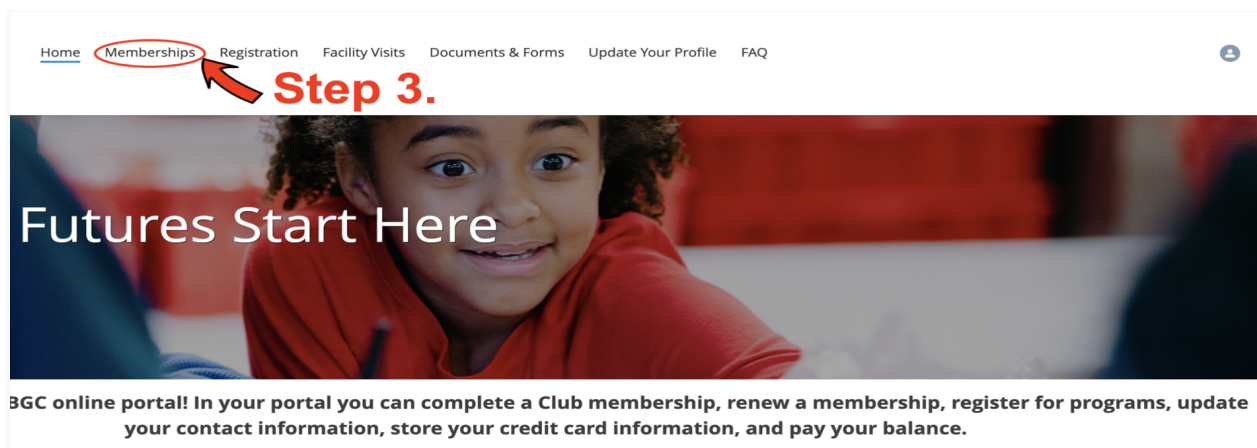 Home Memberships Registration Facility Visits Documents & Forms Update Your Profile FAQ
Step 3.
Futures Start Here
BGC online portal! In your portal you can complete a Club membership, renew a membership, register for programs, update
your contact information, store your credit card information, and pay your balance.